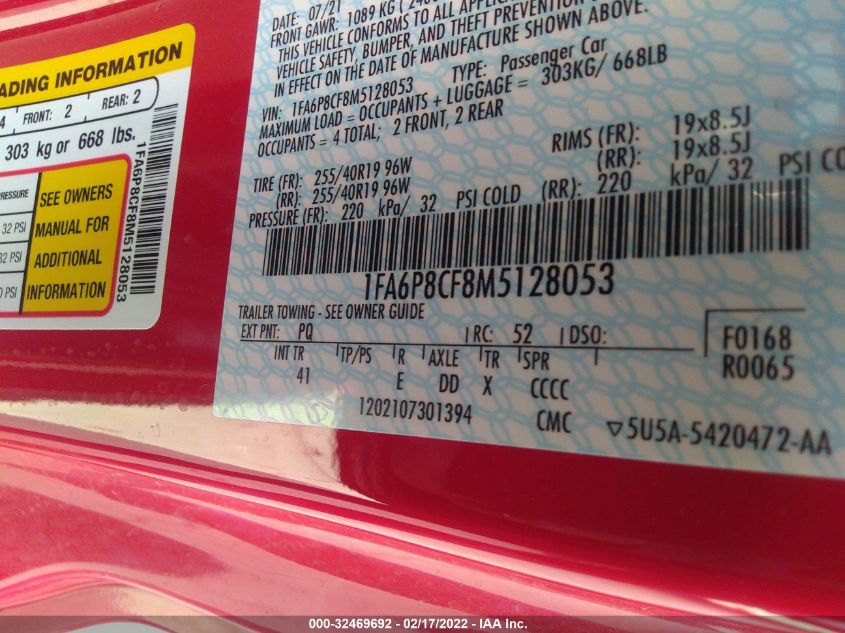 ADING INFORMATION
4 FRONT: 2 REAR: 2
303 kg or 668 lbs.
PRESSURE
32 PSI
32 PSI
PSI
SEE OWNERS
MANUAL FOR
ADDITIONAL
INFORMATION
1FA6P8CF8M5128053
DATE: 07/21
FRONT GAWR: 1089 KG
THIS VEHICLE CONFORMS TO ALL
VEHICLE SAFETY, BUMPER, AND THEFT PREVENTION
IN EFFECT ON THE DATE OF MANUFACTURE SHOWN ABOVE.
VIN: 1FA6P8CF8M5128053 TYPE: Passenger Car
MAXIMUM LOAD = OCCUPANTS + LUGGAGE = 303KG/ 668LB
OCCUPANTS = 4 TOTAL; 2 FRONT, 2 REAR
RIMS (FR): 19x8.5J
(RR): 19x8.5J
TIRE (FR): 255/40R19 96W
(RR): 255/40R19 96W
PRESSURE (FR): 220 kPa/ 32 PSI COLD (RR): 220 kPa/ 32 PSI CO
1FA6P8CF8M5128053
TRAILER TOWING - SEE OWNER GUIDE
EXT PNT: PQ RC: 52 DSO:
INT TR TP/PS R AXLE TR SPR
41 E DD X CCCC
F0168
R0065
1202107301394 CMC ▽5U5A-5420472-AA
000-32469692 - 02/17/2022 - IAA Inc.